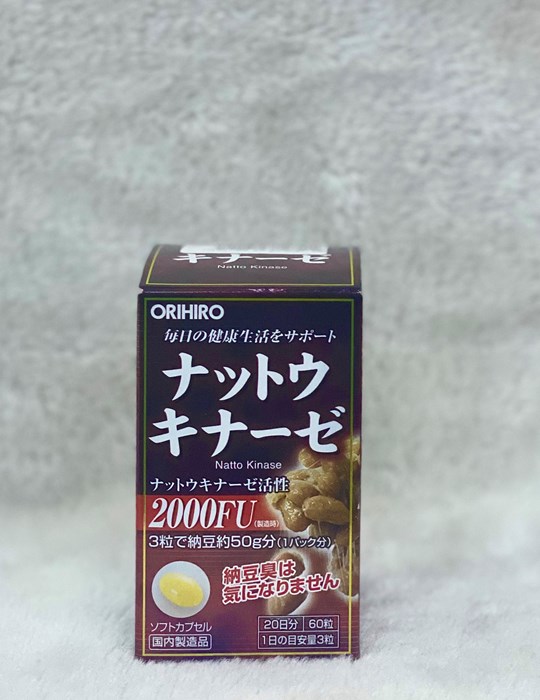 キナーゼ
Natto Kinase
ORIHIRO
毎日の健康生活をサポート
ナットウ
キナーゼ
Natto Kinase
ナットウキナーゼ活性
2000FU(製造時)
3粒で納豆約50g分(1パック分)
納豆臭は
気になりません
ソフトカプセル
国内製造品
20日分 60粒
1日の目安量3粒